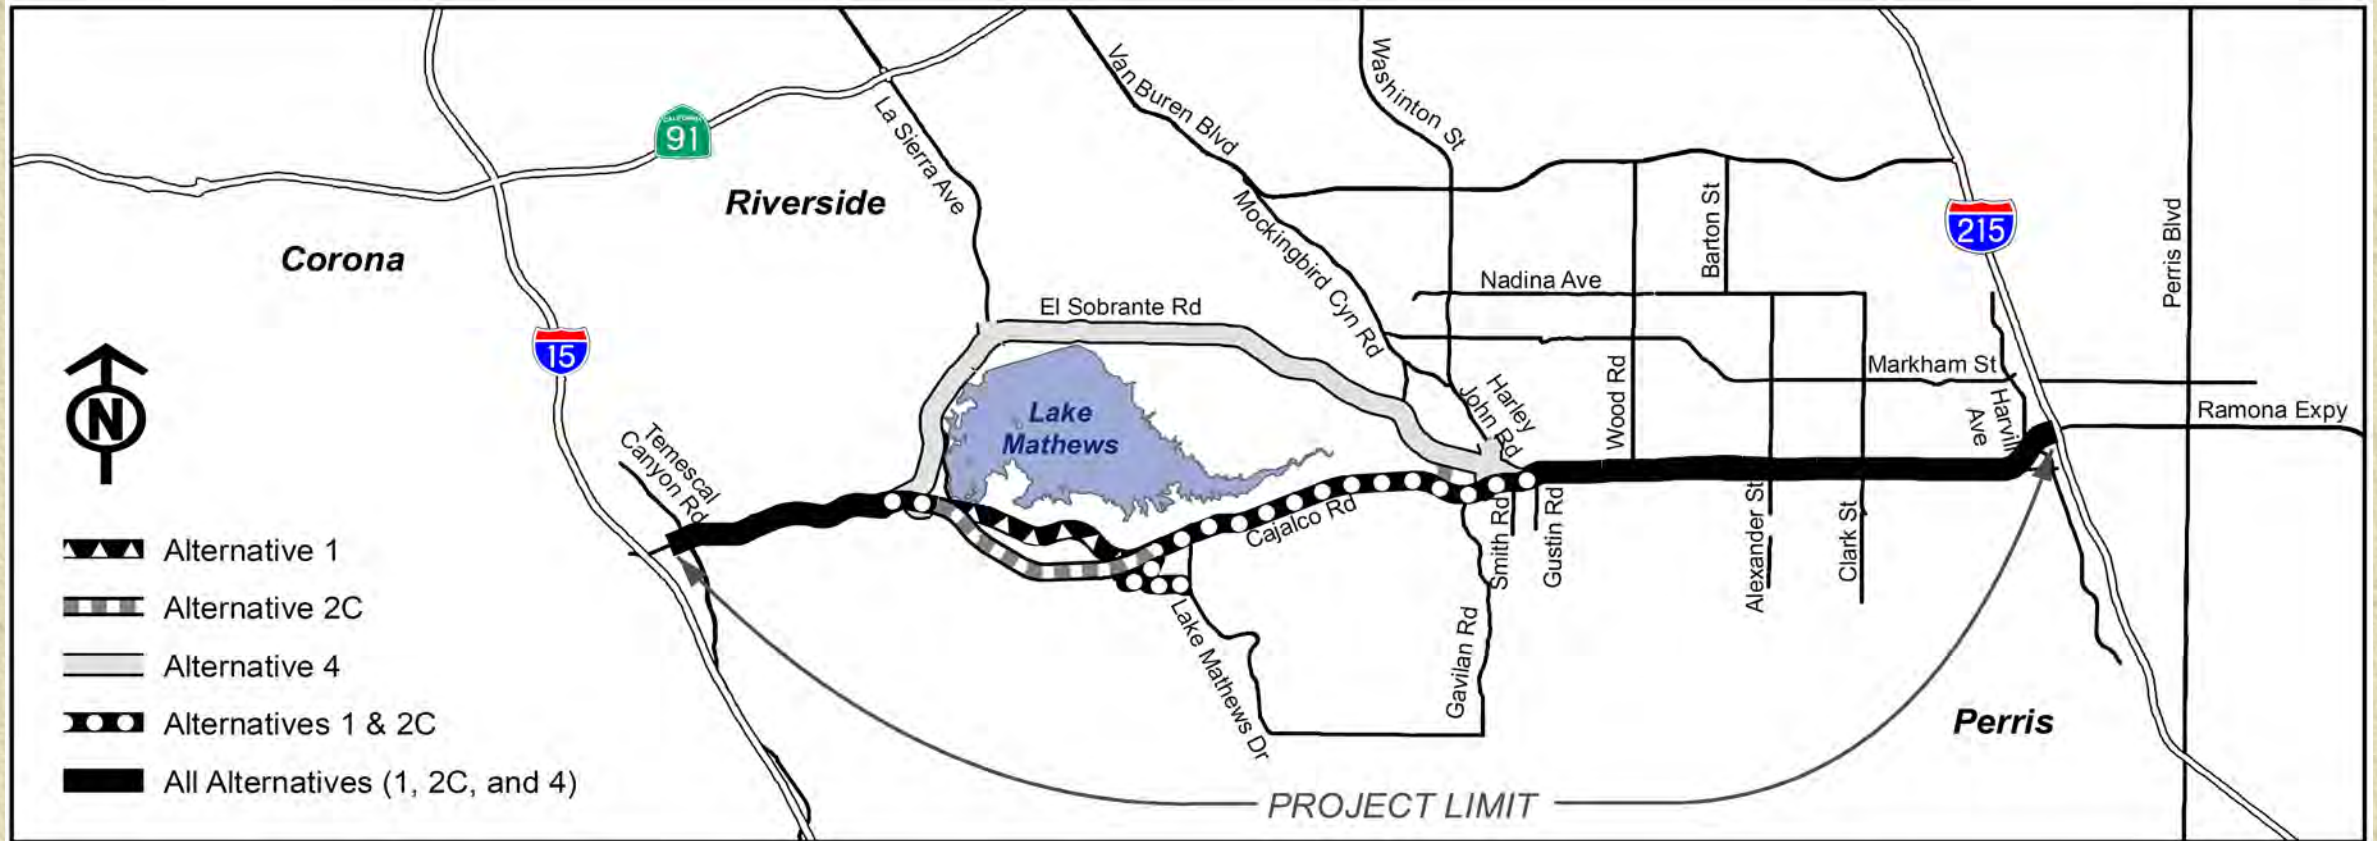 Van Buren Blvd
Washinton St
La Sierra Ave
CALIFORNIA
91
Riverside
Corona
Mockingbird Cyn Rd
Barton St
215
Perris Blvd
Nadina Ave
El Sobrante Rd
15
N
Markham St
Wood Rd
Harley
John Rd
Harvill
Ave
Ramona Expy
Lake
Mathews
Temescal
Canyon Rd
Cajalco Rd
Smith Rd
Gustin Rd
Alexander St
Clark St
Lake Mathews Dr
Gavilan Rd
Perris
PROJECT LIMIT
Alternative 1
Alternative 2C
Alternative 4
Alternatives 1 & 2C
All Alternatives (1, 2C, and 4)